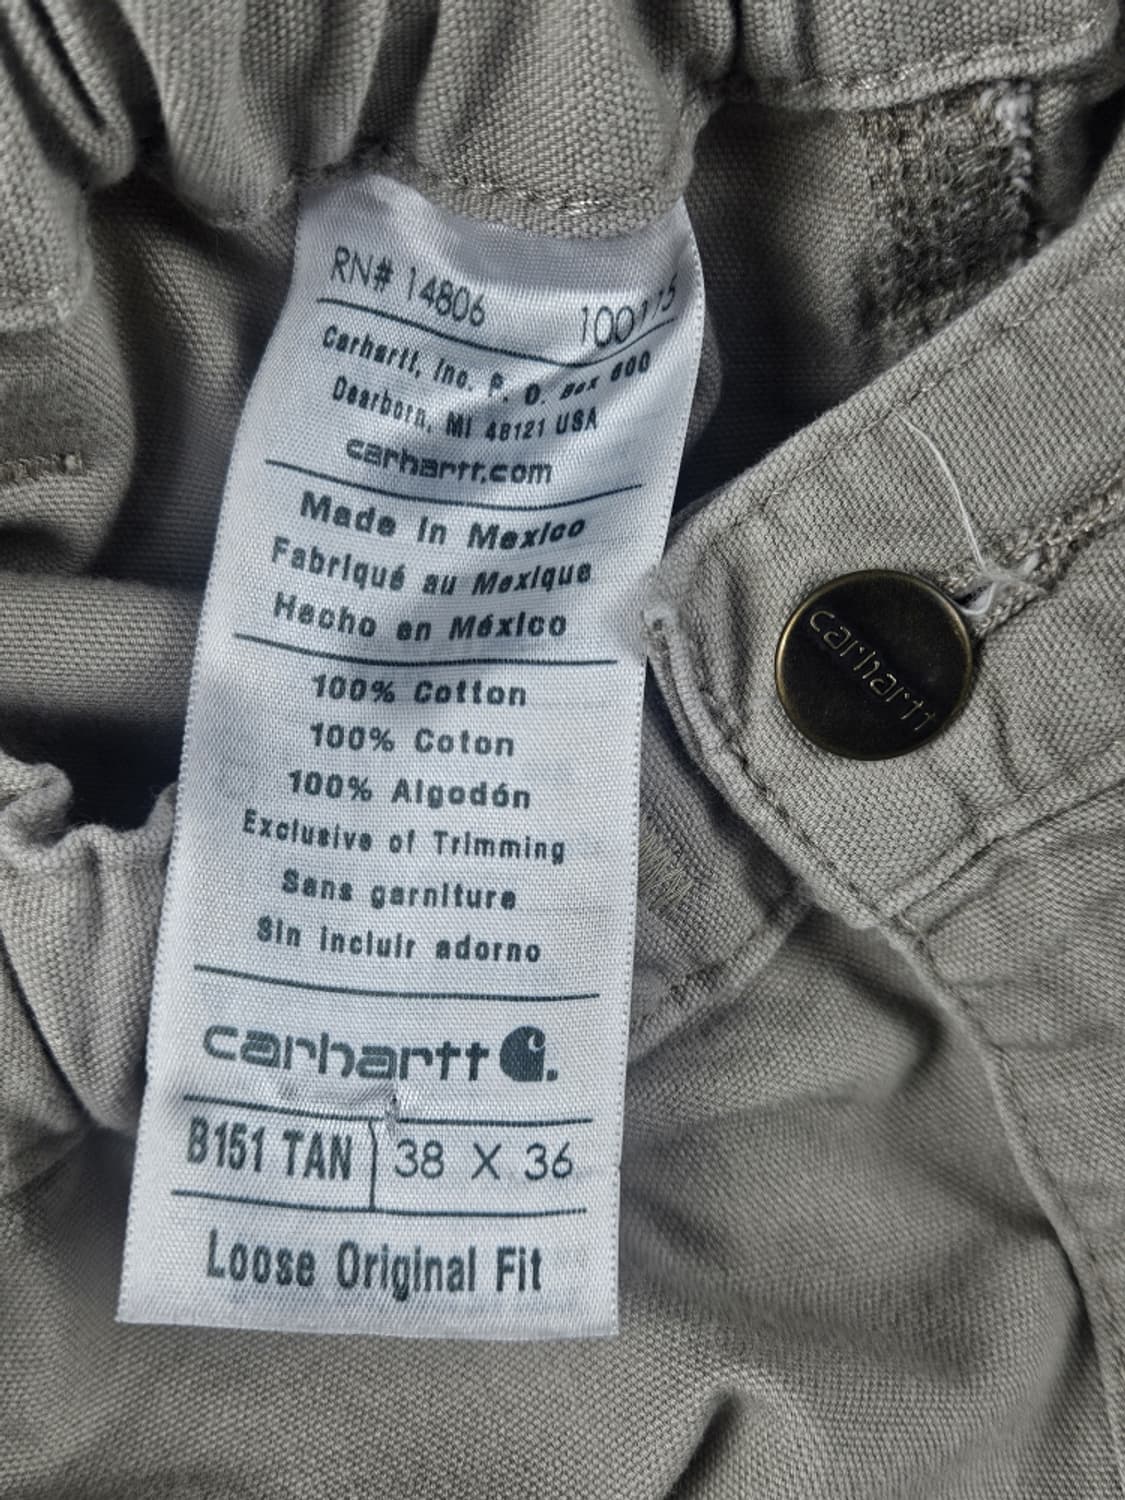 RN# 14806 100115
Carhartt, Inc. P. O. Box 600
Dearborn, MI 48121 USA
carhartt.com
Made in Mexico
Fabriqué au Mexique
Hecho en México
100% Cotton
100% Coton
100% Algodón
Exclusive of Trimming
Sans garniture
Sin incluir adorno
carhartt
B151 TAN 38 X 36
Loose Original Fit
carhartt